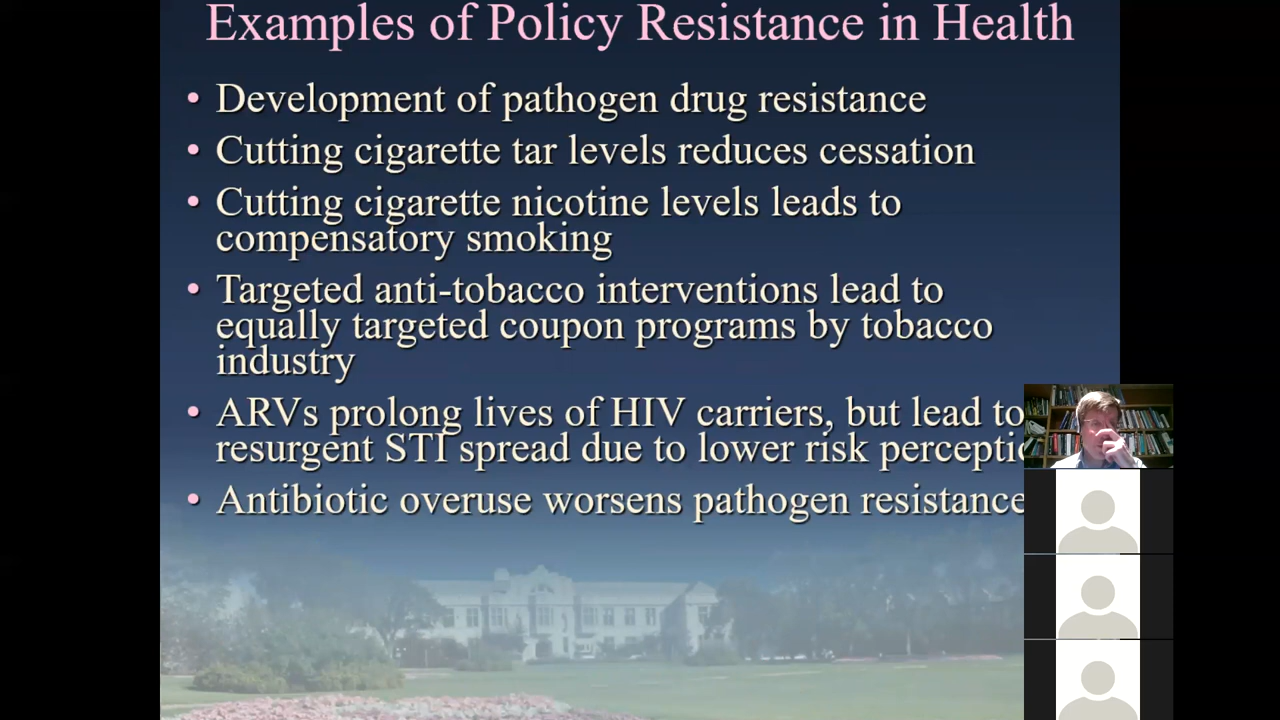 Examples of Policy Resistance in Health
• Development of pathogen drug resistance
• Cutting cigarette tar levels reduces cessation
• Cutting cigarette nicotine levels leads to
compensatory smoking
• Targeted anti-tobacco interventions lead to
equally targeted coupon programs by tobacco
industry
• ARVs prolong lives of HIV carriers, but lead to
resurgent STI spread due to lower risk perceptio
• Antibiotic overuse worsens pathogen resistance